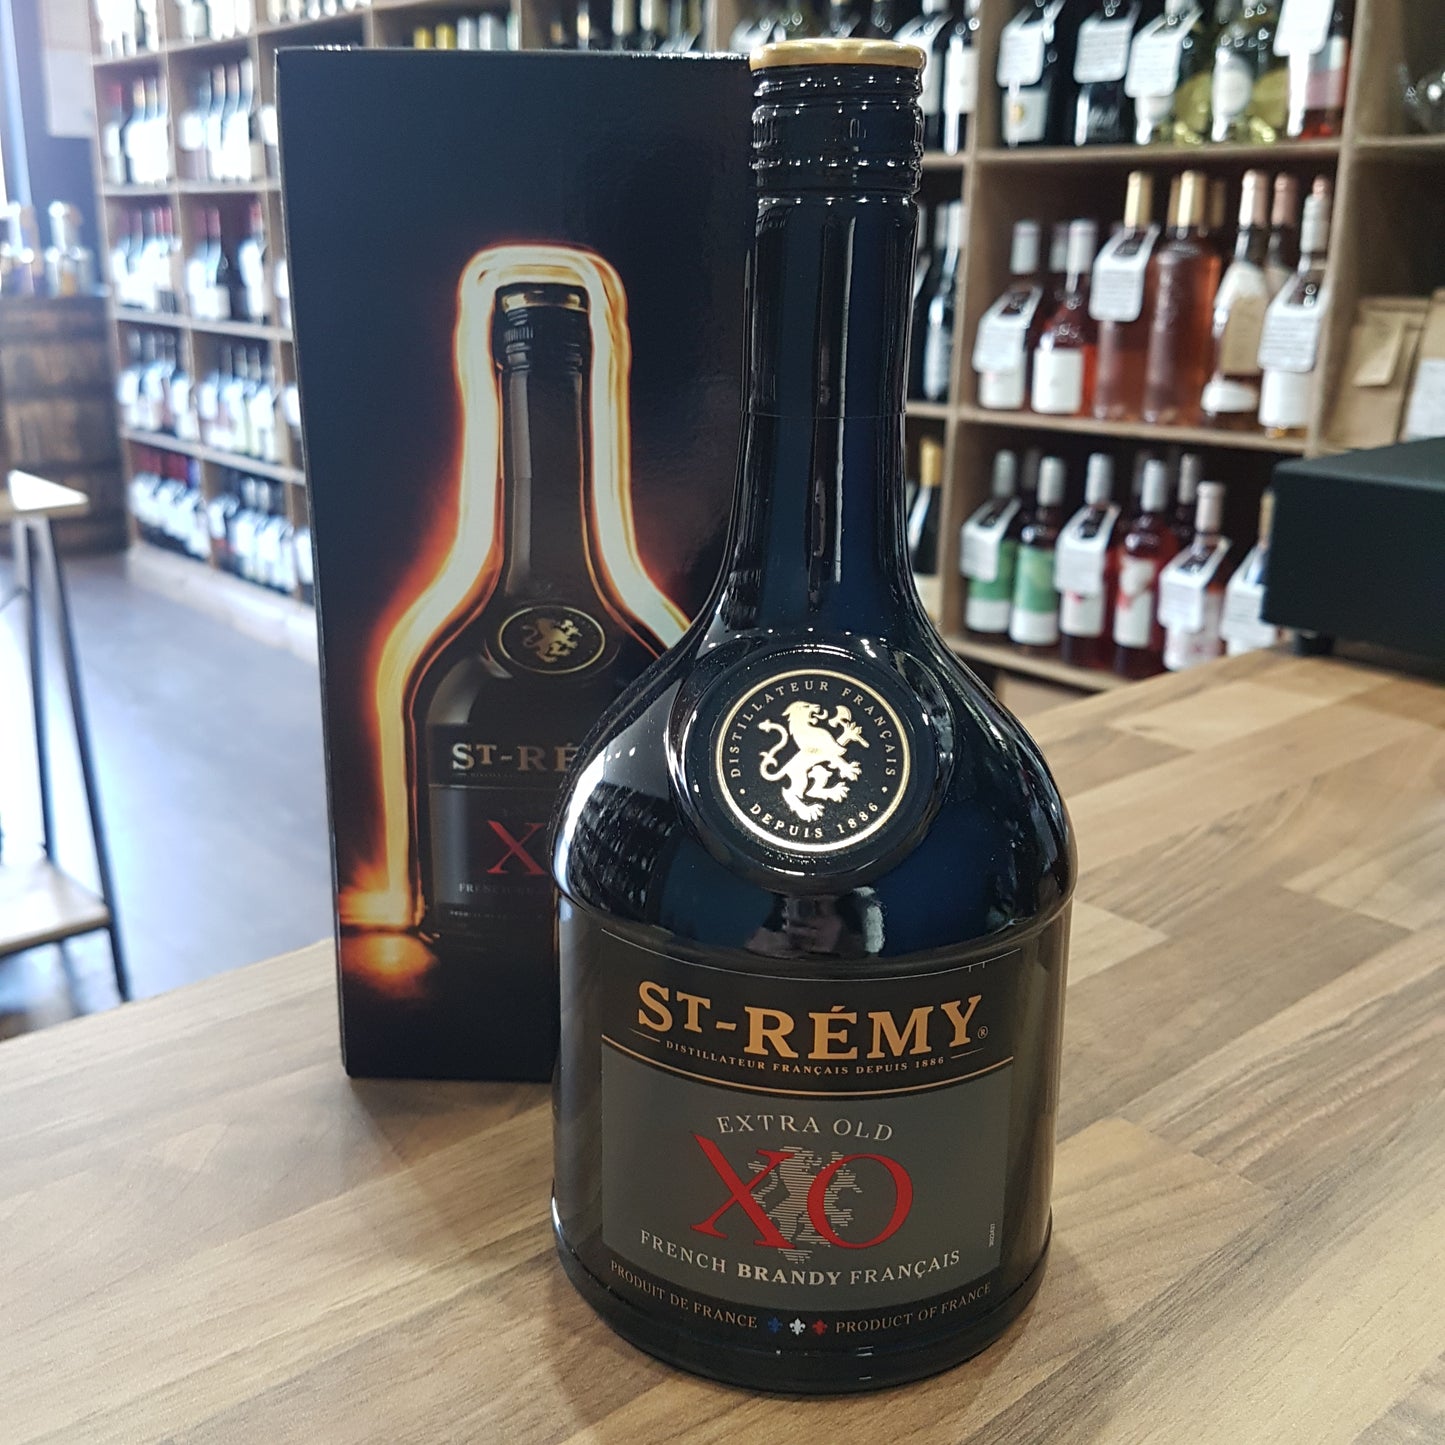 ST-RÉ
X
FRENCH
DISTILLATEUR FRANÇAIS
• DEPUIS 1886 •
ST-RÉMY®
DISTILLATEUR FRANÇAIS DEPUIS 1886
EXTRA OLD
XO
FRENCH BRANDY FRANÇAIS
PRODUIT DE FRANCE PRODUCT OF FRANCE